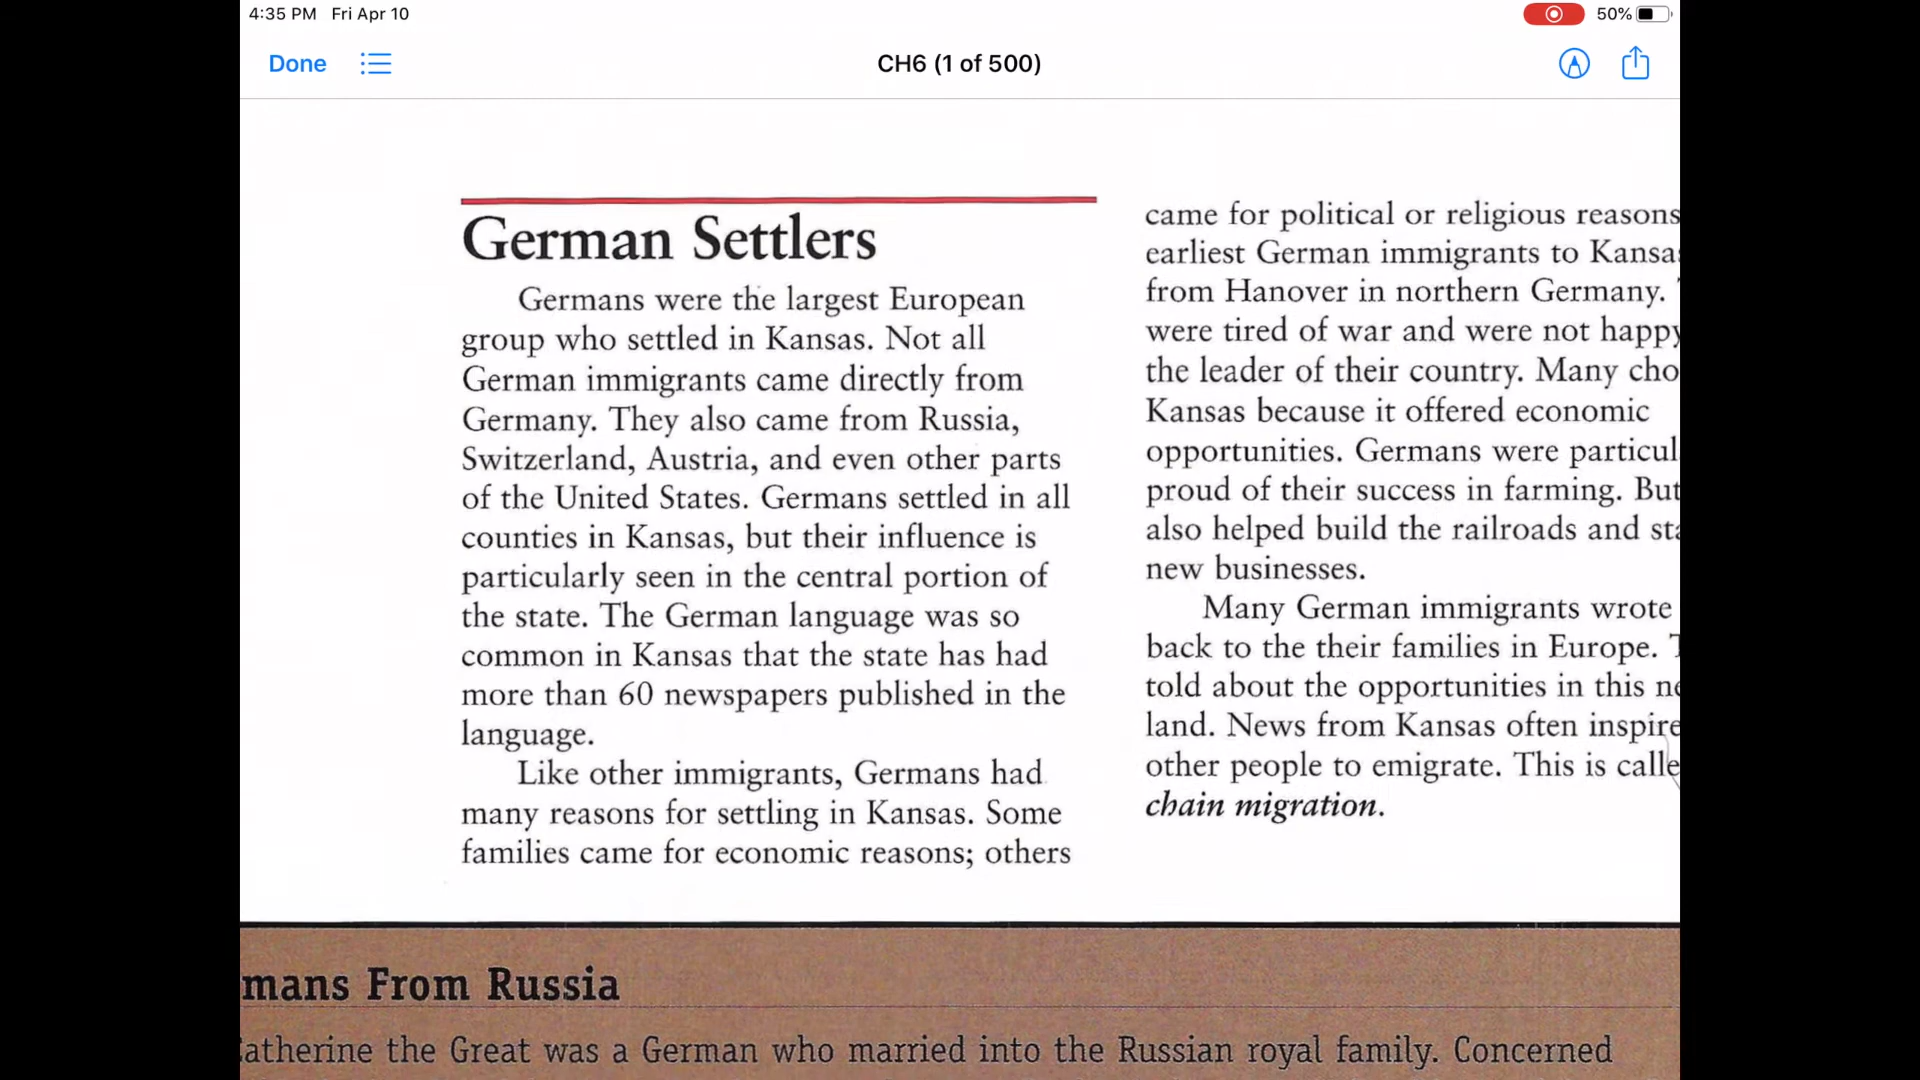 4:35 PM Fri Apr 10
50%
Done
CH6 (1 of 500)
German Settlers
Germans were the largest European
group who settled in Kansas. Not all
German immigrants came directly from
Germany. They also came from Russia,
Switzerland, Austria, and even other parts
of the United States. Germans settled in all
counties in Kansas, but their influence is
particularly seen in the central portion of
the state. The German language was so
common in Kansas that the state has had
more than 60 newspapers published in the
language.
Like other immigrants, Germans had
many reasons for settling in Kansas. Some
families came for economic reasons; others
came for political or religious reasons
earliest German immigrants to Kansa
from Hanover in northern Germany.
were tired of war and were not happy
the leader of their country. Many cho
Kansas because it offered economic
opportunities. Germans were particul
proud of their success in farming. But
also helped build the railroads and sta
new businesses.
Many German immigrants wrote
back to the their families in Europe. T
told about the opportunities in this ne
land. News from Kansas often inspire
other people to emigrate. This is calle
chain migration.
mans From Russia
atherine the Great was a German who married into the Russian royal family. Concerned